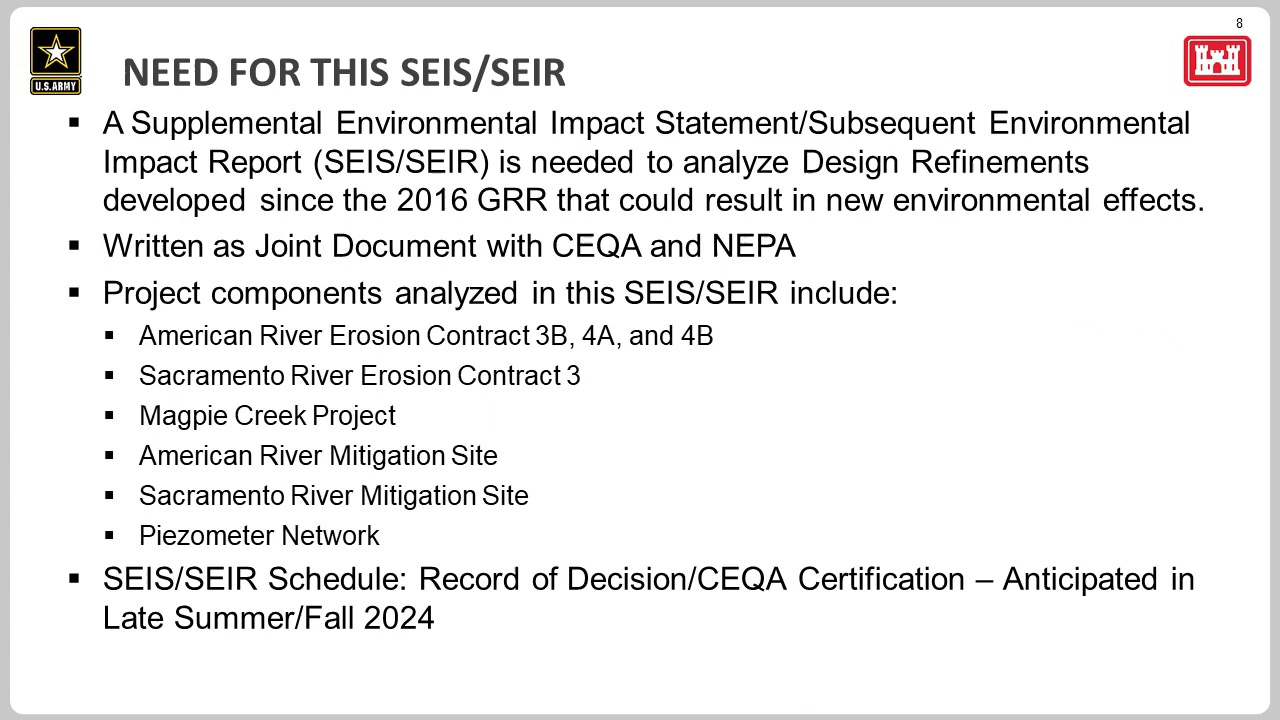 8
U.S.ARMY
NEED FOR THIS SEIS/SEIR
▪ A Supplemental Environmental Impact Statement/Subsequent Environmental
Impact Report (SEIS/SEIR) is needed to analyze Design Refinements
developed since the 2016 GRR that could result in new environmental effects.
▪ Written as Joint Document with CEQA and NEPA
▪ Project components analyzed in this SEIS/SEIR include:
▪ American River Erosion Contract 3B, 4A, and 4B
▪ Sacramento River Erosion Contract 3
▪ Magpie Creek Project
▪ American River Mitigation Site
▪ Sacramento River Mitigation Site
▪ Piezometer Network
▪ SEIS/SEIR Schedule: Record of Decision/CEQA Certification – Anticipated in
Late Summer/Fall 2024